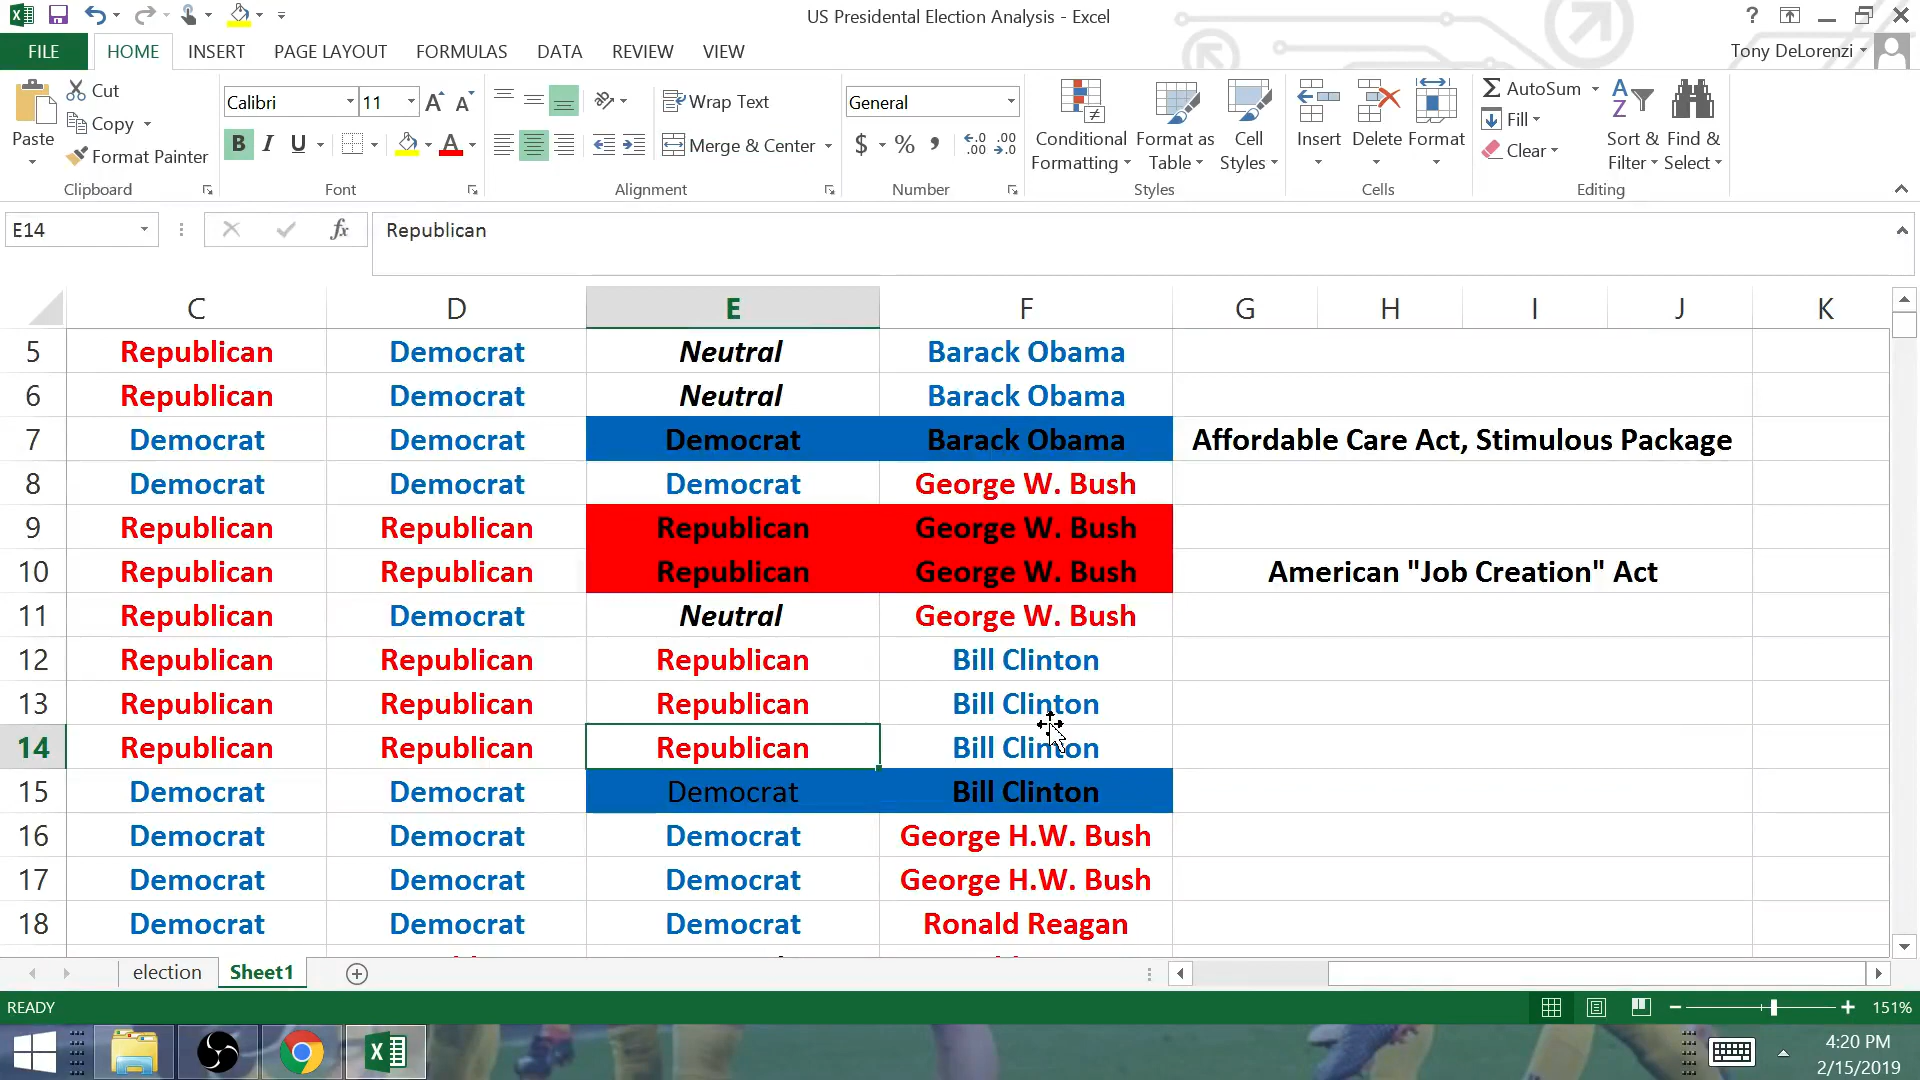 US Presidental Election Analysis - Excel
?
FILE HOME INSERT PAGE LAYOUT FORMULAS DATA REVIEW VIEW
Tony DeLorenzi
Paste
Cut
Copy
Format Painter
Clipboard
Calibri 11
B I U
Font
Wrap Text
Merge & Center
Alignment
General
$ % ,
Number
Conditional Formatting
Format as Table
Cell Styles
Styles
Insert
Delete
Format
Cells
AutoSum
Fill
Clear
Sort & Filter
Find & Select
Editing
E14 fx Republican
C D E F G H I J K
5 Republican Democrat Neutral Barack Obama
6 Republican Democrat Neutral Barack Obama
7 Democrat Democrat Democrat Barack Obama Affordable Care Act, Stimulous Package
8 Democrat Democrat Democrat George W. Bush
9 Republican Republican Republican George W. Bush
10 Republican Republican Republican George W. Bush American "Job Creation" Act
11 Republican Democrat Neutral George W. Bush
12 Republican Republican Republican Bill Clinton
13 Republican Republican Republican Bill Clinton
14 Republican Republican Republican Bill Clinton
15 Democrat Democrat Democrat Bill Clinton
16 Democrat Democrat Democrat George H.W. Bush
17 Democrat Democrat Democrat George H.W. Bush
18 Democrat Democrat Democrat Ronald Reagan
election Sheet1
READY
151%
4:20 PM
2/15/2019